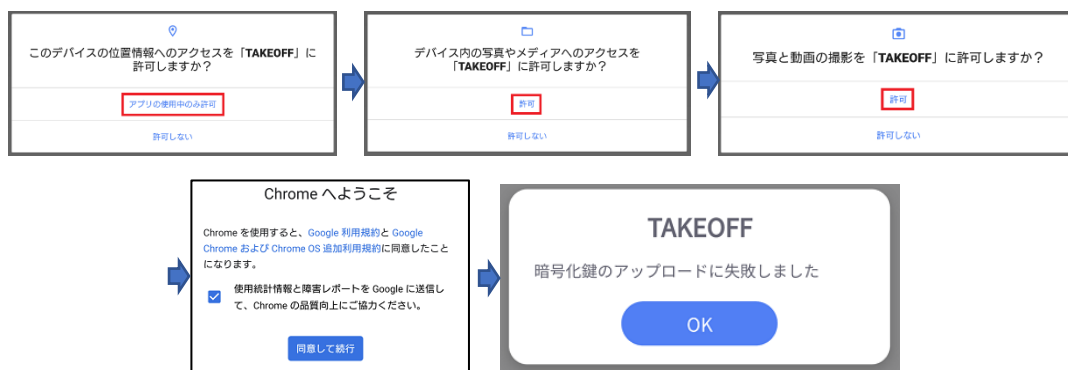 このデバイスの位置情報へのアクセスを「TAKEOFF」に
許可しますか？
アプリの使用中のみ許可
許可しない
デバイス内の写真やメディアへのアクセスを
「TAKEOFF」に許可しますか？
許可
許可しない
写真と動画の撮影を「TAKEOFF」に許可しますか？
許可
許可しない
Chrome へようこそ
Chrome を使用すると、Google 利用規約と Google
Chrome および Chrome OS 追加利用規約に同意したこと
になります。
使用統計情報と障害レポートを Google に送信し
て、Chrome の品質向上にご協力ください。
同意して続行
TAKEOFF
暗号化鍵のアップロードに失敗しました
OK